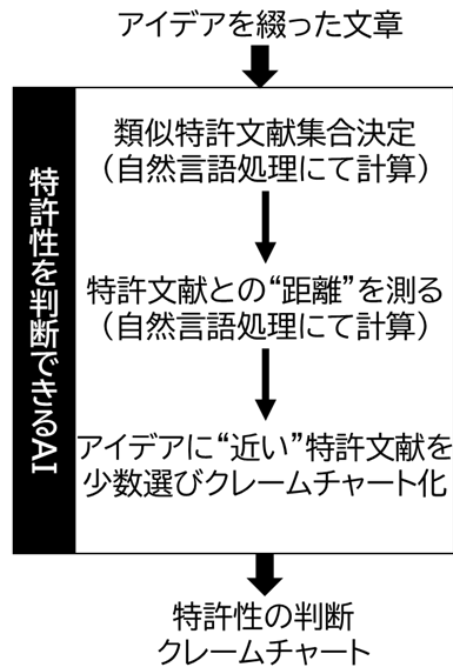 アイデアを綴った文章
特許性を判断できるAI
類似特許文献集合決定
（自然言語処理にて計算）
特許文献との“距離”を測る
（自然言語処理にて計算）
アイデアに“近い”特許文献を
少数選びクレームチャート化
特許性の判断
クレームチャート